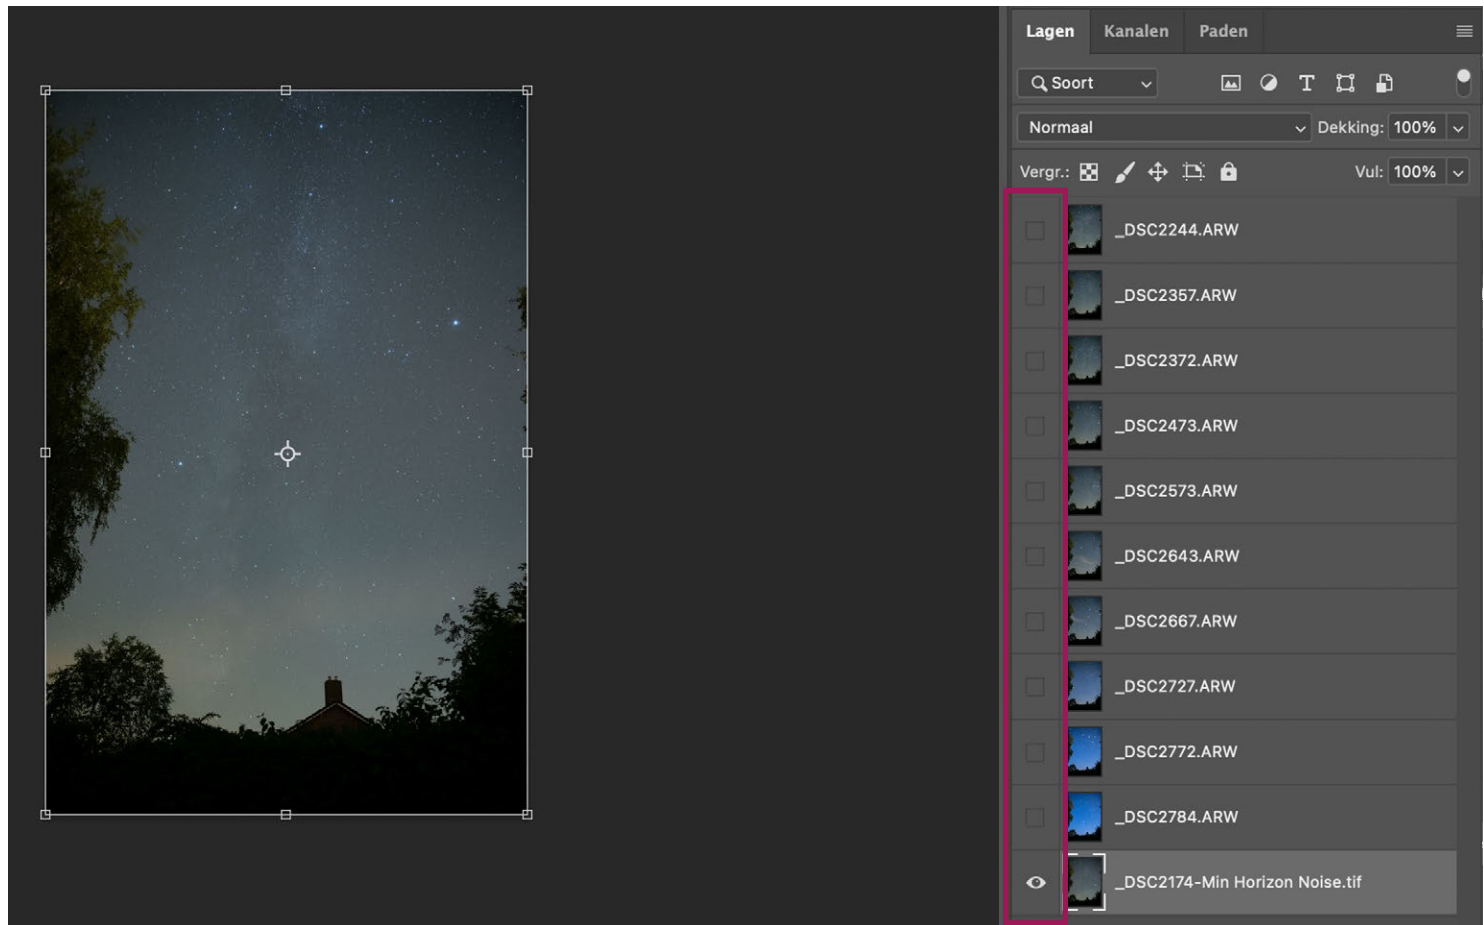 Lagen Kanalen Paden
Soort
Normaal Dekking: 100%
Vergr.: Vul: 100%
_DSC2244.ARW
_DSC2357.ARW
_DSC2372.ARW
_DSC2473.ARW
_DSC2573.ARW
_DSC2643.ARW
_DSC2667.ARW
_DSC2727.ARW
_DSC2772.ARW
_DSC2784.ARW
_DSC2174-Min Horizon Noise.tif